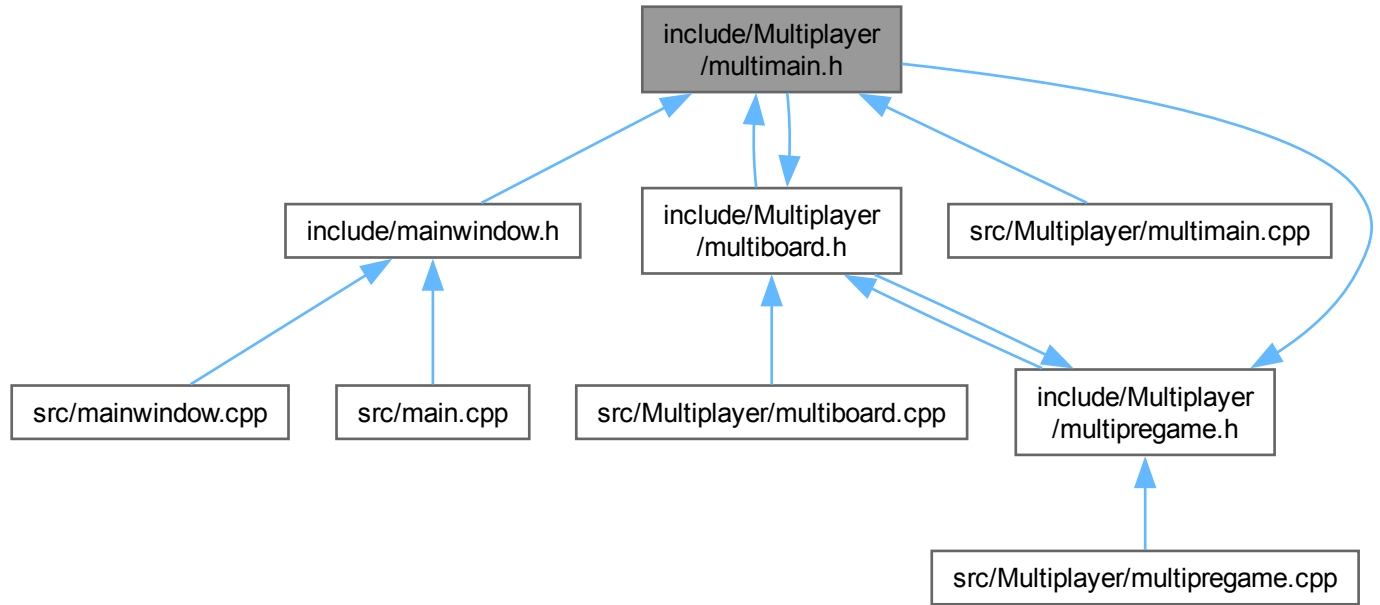 include/Multiplayer
/multimain.h
include/mainwindow.h
include/Multiplayer
/multiboard.h
src/Multiplayer/multimain.cpp
src/mainwindow.cpp
src/main.cpp
src/Multiplayer/multiboard.cpp
include/Multiplayer
/multipregame.h
src/Multiplayer/multipregame.cpp